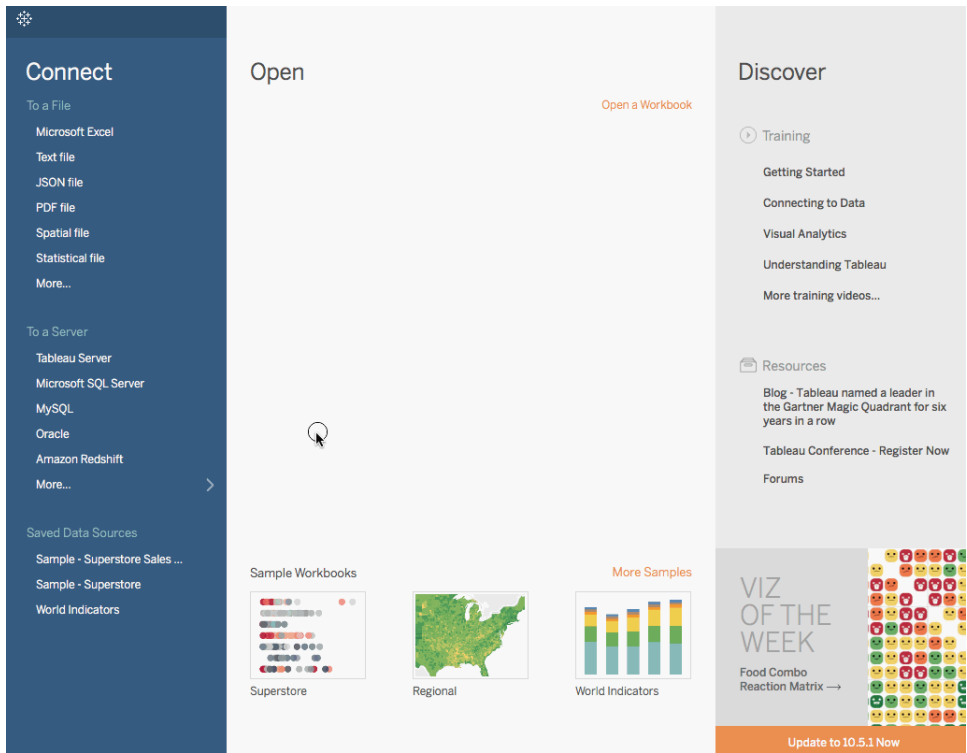 Connect
To a File
Microsoft Excel
Text file
JSON file
PDF file
Spatial file
Statistical file
More...
To a Server
Tableau Server
Microsoft SQL Server
MySQL
Oracle
Amazon Redshift
More...
Saved Data Sources
Sample - Superstore Sales ...
Sample - Superstore
World Indicators
Open
Open a Workbook
Sample Workbooks
More Samples
Superstore
Regional
World Indicators
Discover
Training
Getting Started
Connecting to Data
Visual Analytics
Understanding Tableau
More training videos...
Resources
Blog - Tableau named a leader in
the Gartner Magic Quadrant for six
years in a row
Tableau Conference - Register Now
Forums
VIZ
OF THE
WEEK
Food Combo
Reaction Matrix →
Update to 10.5.1 Now